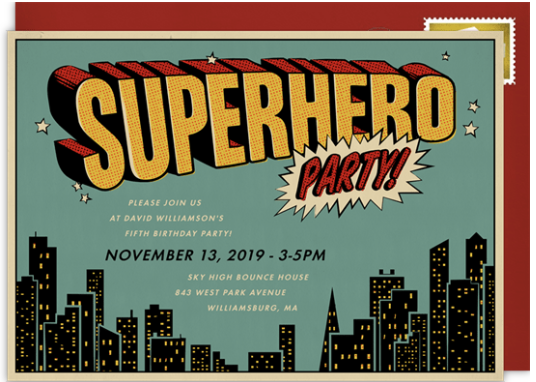 SUPERHERO
PARTY!
PLEASE JOIN US
AT DAVID WILLIAMSON'S
FIFTH BIRTHDAY PARTY!
NOVEMBER 13, 2019 - 3-5PM
SKY HIGH BOUNCE HOUSE
843 WEST PARK AVENUE
WILLIAMSBURG, MA